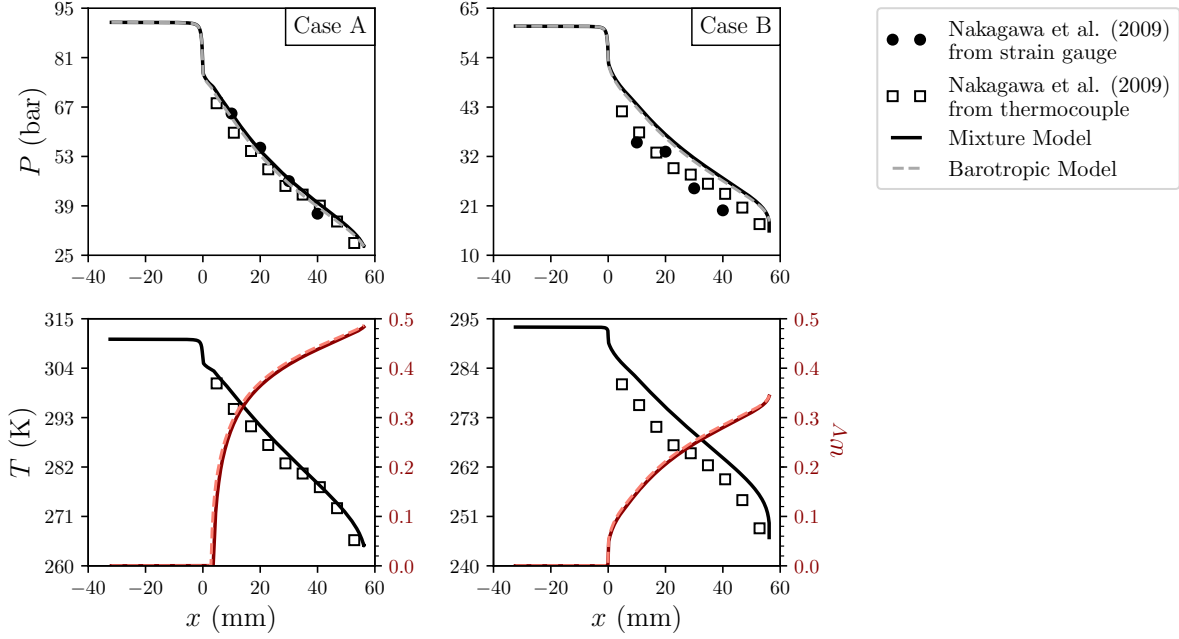 Case A
95
81
67
53
39
25
P (bar)
−40 −20 0 20 40 60
Case B
65
54
43
32
21
10
−40 −20 0 20 40 60
Nakagawa et al. (2009)
from strain gauge
Nakagawa et al. (2009)
from thermocouple
Mixture Model
Barotropic Model
315
304
293
282
271
260
T (K)
0.5
0.4
0.3
0.2
0.1
0.0
−40 −20 0 20 40 60
x (mm)
295
284
273
262
251
240
0.5
0.4
0.3
0.2
0.1
0.0
−40 −20 0 20 40 60
x (mm)